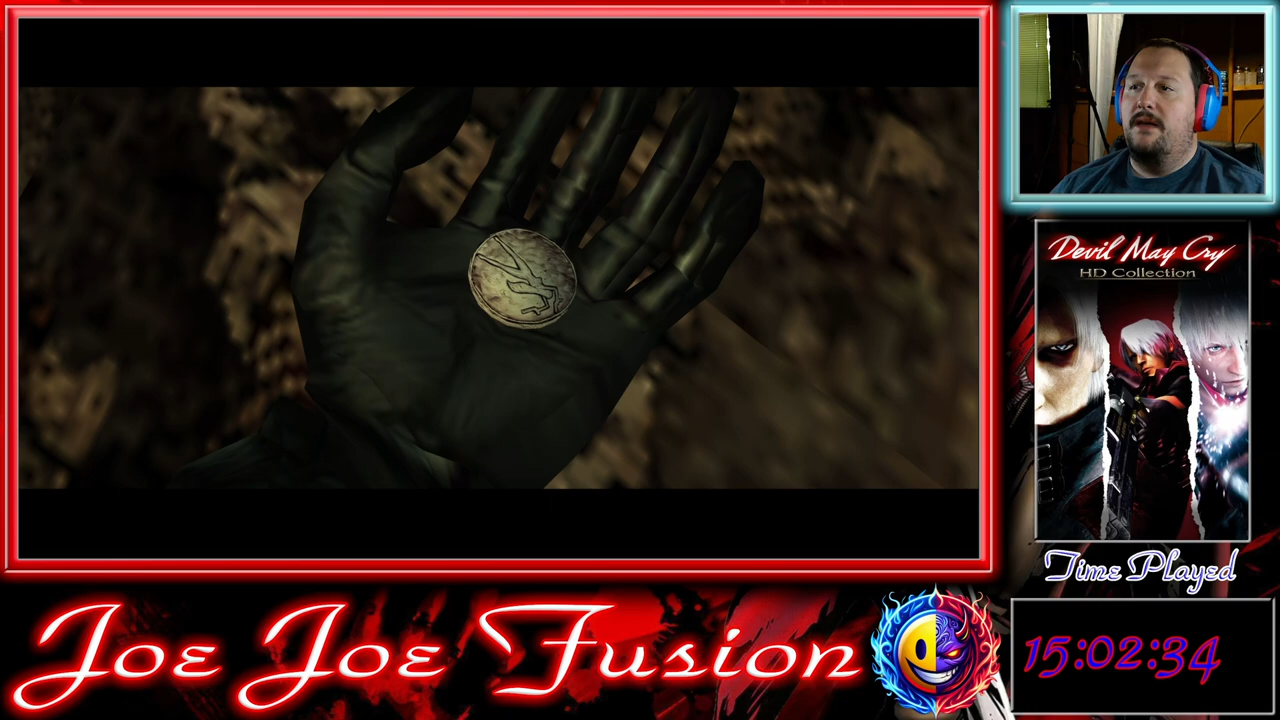 Devil May Cry
HD Collection
Time Played
Joe Joe Fusion
15:02:34